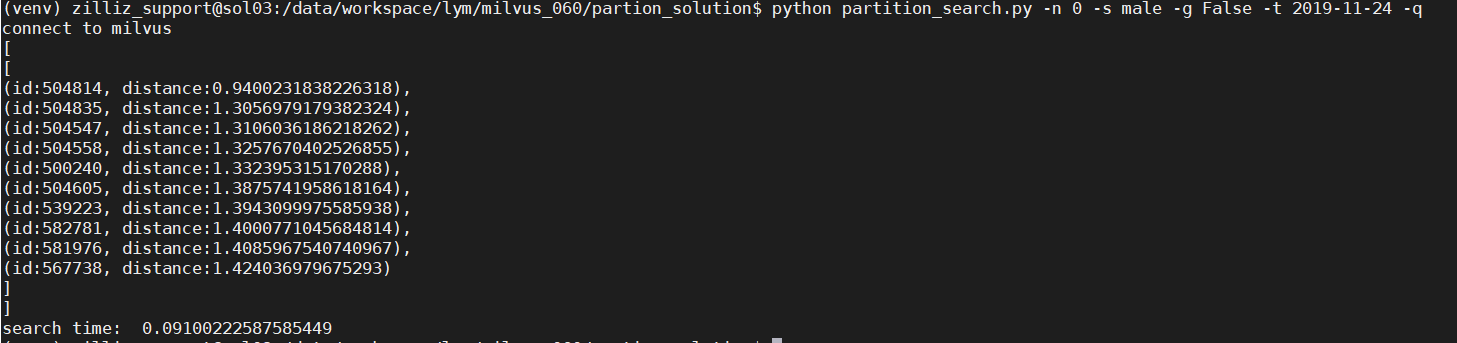 (venv) zilliz_support@sol03:/data/workspace/lym/milvus_060/partion_solution$ python partition_search.py -n 0 -s male -g False -t 2019-11-24 -q
connect to milvus
[
[
(id:504814, distance:0.9400231838226318),
(id:504835, distance:1.3056979179382324),
(id:504547, distance:1.3106036186218262),
(id:504558, distance:1.3257670402526855),
(id:500240, distance:1.332395315170288),
(id:504605, distance:1.3875741958618164),
(id:539223, distance:1.3943099975585938),
(id:582781, distance:1.4000771045684814),
(id:581976, distance:1.4085967540740967),
(id:567738, distance:1.424036979675293)
]
]
search time:  0.09100222587585449